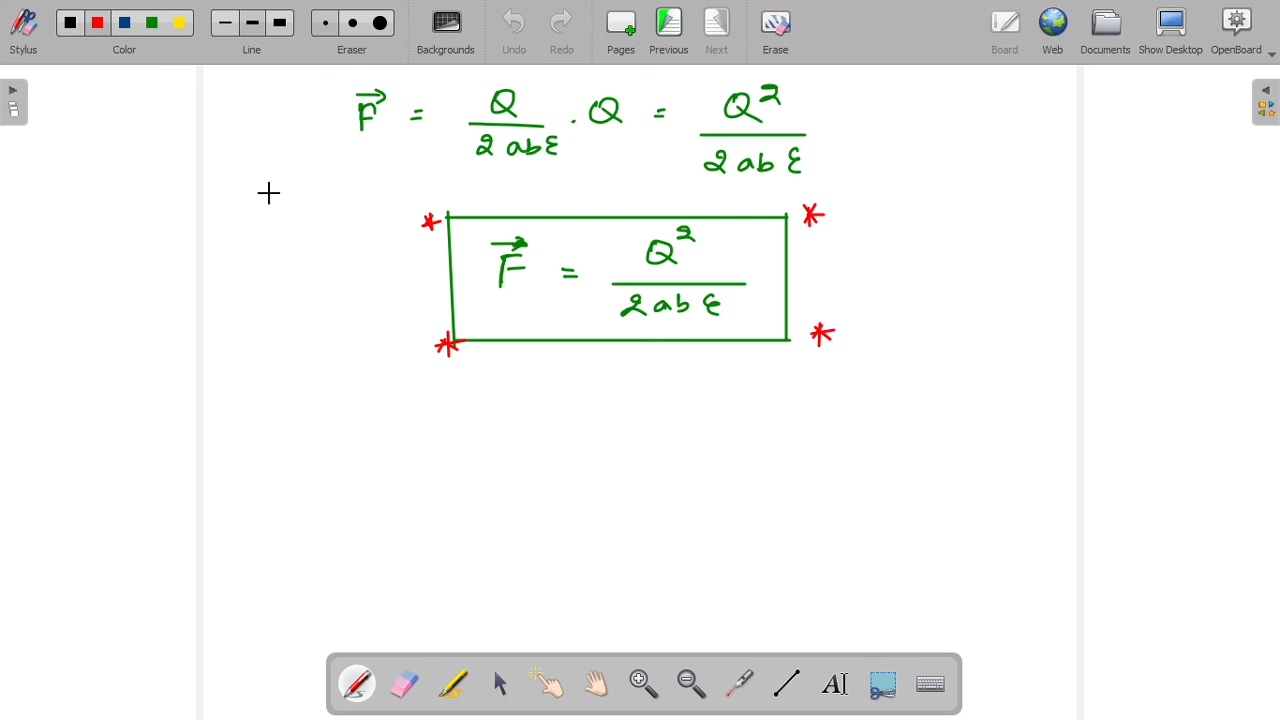 Stylus Color Line Eraser Backgrounds Undo Redo Pages Previous Next Erase Board Web Documents Show Desktop OpenBoard
F⃗ = Q / 2abε · Q = Q² / 2abε
F⃗ = Q² / 2abε